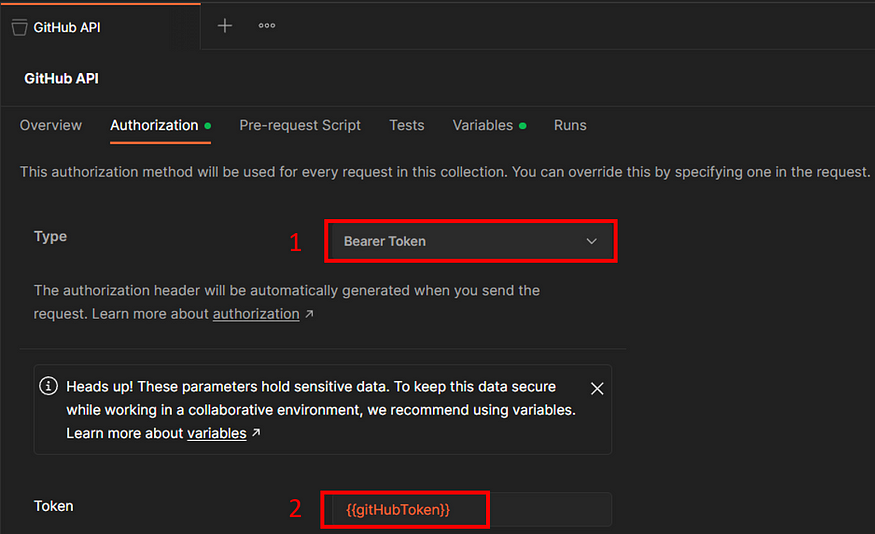 GitHub API
GitHub API
Overview Authorization Pre-request Script Tests Variables Runs
This authorization method will be used for every request in this collection. You can override this by specifying one in the request.
Type 1 Bearer Token
The authorization header will be automatically generated when you send the
request. Learn more about authorization ↗
Heads up! These parameters hold sensitive data. To keep this data secure
while working in a collaborative environment, we recommend using variables.
Learn more about variables ↗
Token 2 {{gitHubToken}}